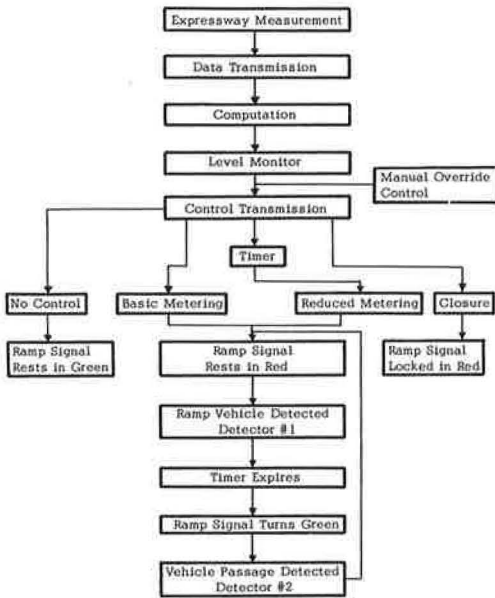 Expressway Measurement
Data Transmission
Computation
Level Monitor
Manual Override
Control
Control Transmission
Timer
No Control
Basic Metering
Reduced Metering
Closure
Ramp Signal
Rests in Green
Ramp Signal
Rests in Red
Ramp Signal
Locked in Red
Ramp Vehicle Detected
Detector #1
Timer Expires
Ramp Signal Turns Green
Vehicle Passage Detected
Detector #2